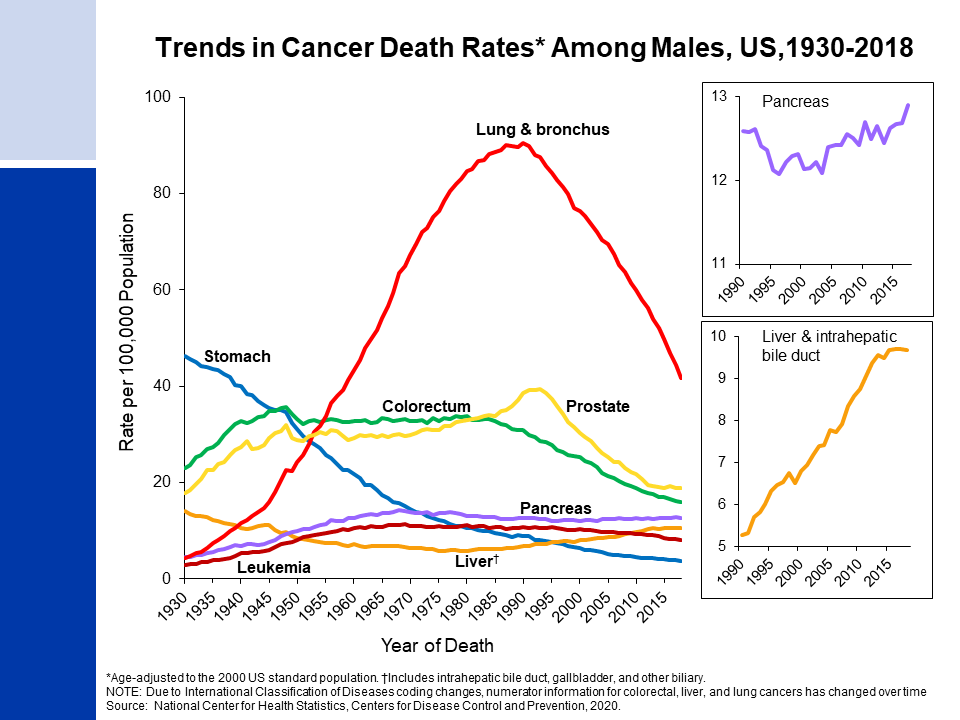 Trends in Cancer Death Rates* Among Males, US,1930-2018
100
80
60
40
20
0
Rate per 100,000 Population
Lung & bronchus
Stomach
Colorectum
Prostate
Pancreas
Leukemia
Liver†
1930
1935
1940
1945
1950
1955
1960
1965
1970
1975
1980
1985
1990
1995
2000
2005
2010
2015
Year of Death
Pancreas
13
12
11
1990
1995
2000
2005
2010
2015
Liver & intrahepatic
bile duct
10
9
8
7
6
5
1990
1995
2000
2005
2010
2015
*Age-adjusted to the 2000 US standard population. †Includes intrahepatic bile duct, gallbladder, and other biliary.
NOTE: Due to International Classification of Diseases coding changes, numerator information for colorectal, liver, and lung cancers has changed over time
Source: National Center for Health Statistics, Centers for Disease Control and Prevention, 2020.